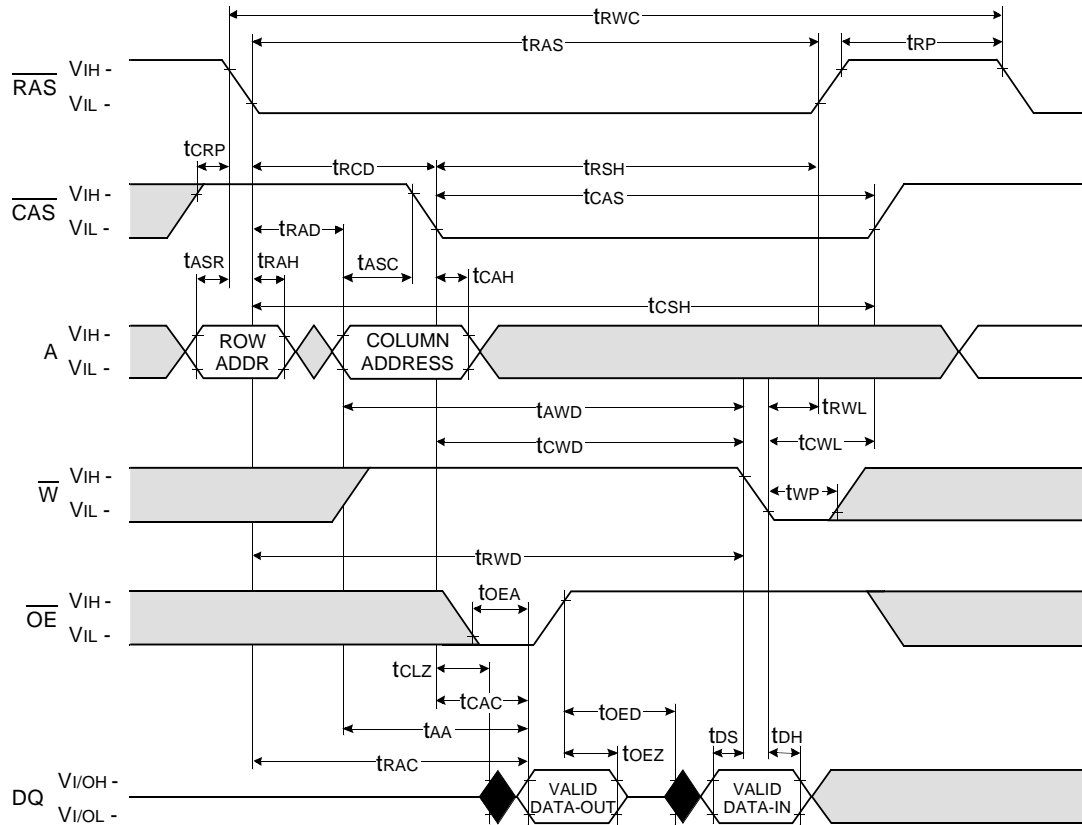 tRWC
tRAS
tRP
RAS
VIH -
VIL -
tCRP
tRCD
tRSH
CAS
VIH -
VIL -
tCAS
tRAD
tASR
tRAH
tASC
tCAH
tCSH
A
VIH -
VIL -
ROW
ADDR
COLUMN
ADDRESS
tAWD
tRWL
tCWD
tCWL
W
VIH -
VIL -
tWP
tRWD
OE
VIH -
VIL -
tOEA
tCLZ
tCAC
tOED
tAA
tDS
tDH
tOEZ
tRAC
DQ
VI/OH -
VI/OL -
VALID
DATA-OUT
VALID
DATA-IN